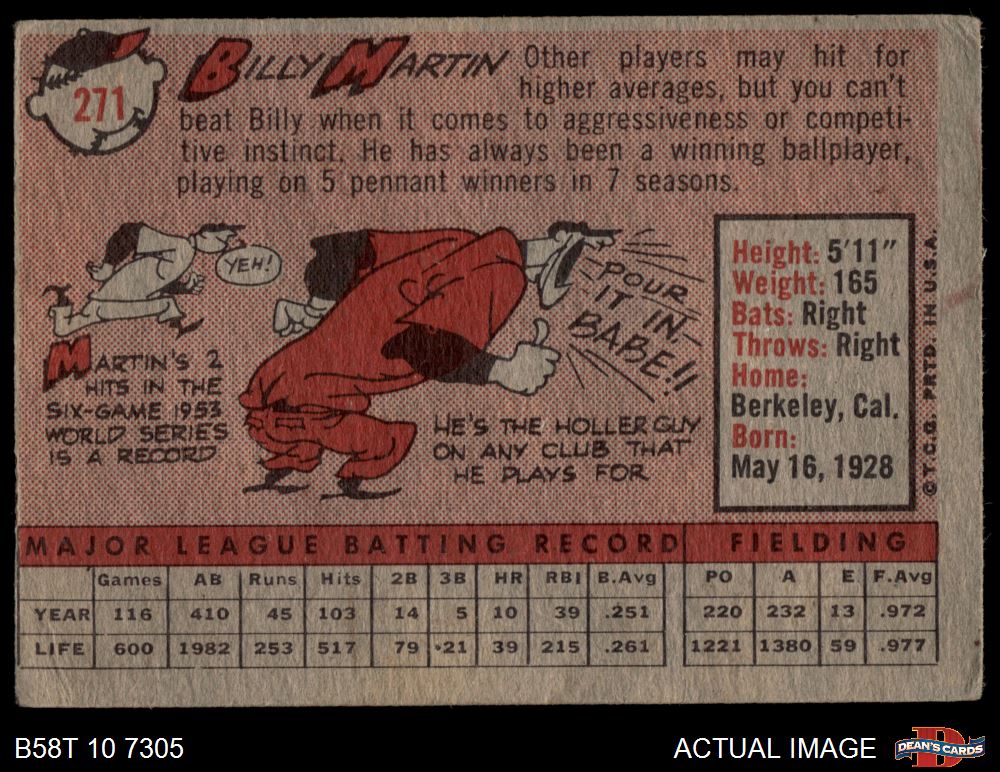 271
BILLY MARTIN
Other players may hit for
higher averages, but you can't
beat Billy when it comes to aggressiveness or competi-
tive instinct. He has always been a winning ballplayer,
playing on 5 pennant winners in 7 seasons.
YEH!
POUR
IT IN,
BABE!!
MARTIN'S 2
HITS IN THE
SIX-GAME 1953
WORLD SERIES
IS A RECORD
HE'S THE HOLLER GUY
ON ANY CLUB THAT
HE PLAYS FOR
Height: 5'11"
Weight: 165
Bats: Right
Throws: Right
Home:
Berkeley, Cal.
Born:
May 16, 1928
© T.C.G. PRTD. IN U.S.A.
MAJOR LEAGUE BATTING RECORD FIELDING
Games AB Runs Hits 2B 3B HR RBI B.Avg PO A E F.Avg
YEAR 116 410 45 103 14 5 10 39 .251 220 232 13 .972
LIFE 600 1982 253 517 79 21 39 215 .261 1221 1380 59 .977
B58T 10 7305
ACTUAL IMAGE
D
DEAN'S CARDS